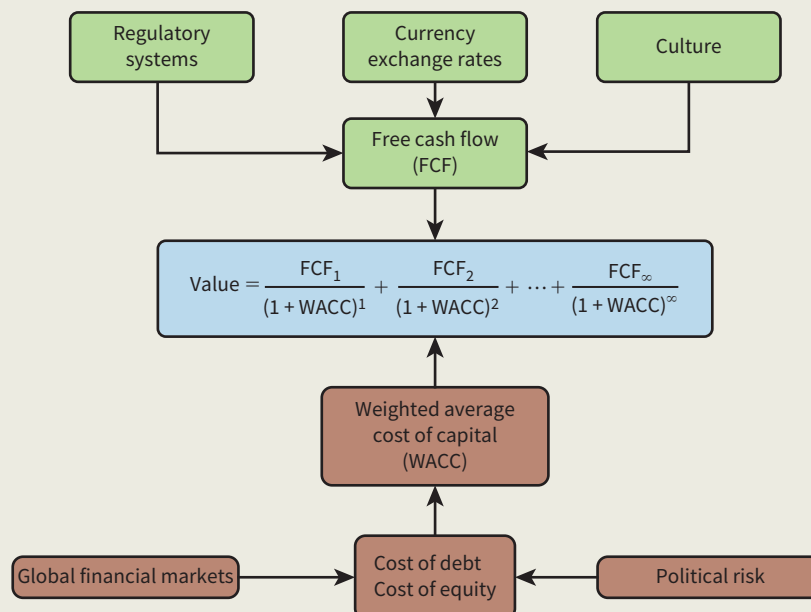 Regulatory
systems
Currency
exchange rates
Culture
Free cash flow
(FCF)
Value = FCF₁/(1 + WACC)¹ + FCF₂/(1 + WACC)² + ... + FCF∞/(1 + WACC)∞
Weighted average
cost of capital
(WACC)
Global financial markets
Cost of debt
Cost of equity
Political risk